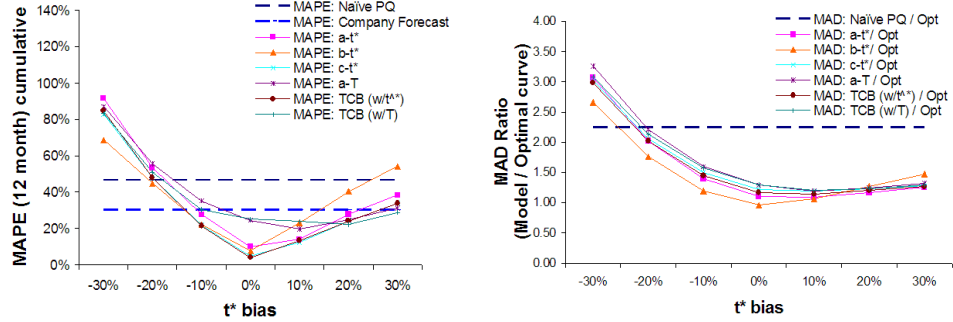 MAPE: Naïve PQ
MAPE: Company Forecast
MAPE: a-t*
MAPE: b-t*
MAPE: c-t*
MAPE: a-T
MAPE: TCB (w/t^*)
MAPE: TCB (w/T)
MAPE (12 month) cumulative
140%
120%
100%
80%
60%
40%
20%
0%
-30% -20% -10% 0% 10% 20% 30%
t* bias
MAD: Naïve PQ / Opt
MAD: a-t*/ Opt
MAD: b-t*/ Opt
MAD: c-t*/ Opt
MAD: a-T / Opt
MAD: TCB (w/t^*) / Opt
MAD: TCB (w/T) / Opt
MAD Ratio
(Model / Optimal curve)
4.00
3.50
3.00
2.50
2.00
1.50
1.00
0.50
0.00
-30% -20% -10% 0% 10% 20% 30%
t* bias